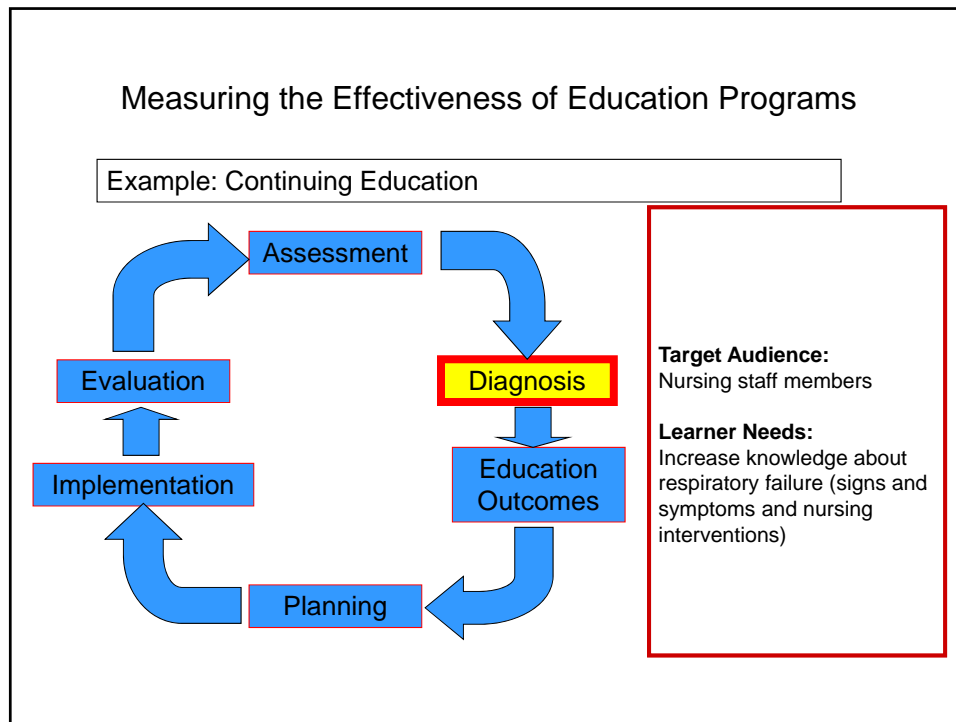 Measuring the Effectiveness of Education Programs
Example: Continuing Education
Assessment
Diagnosis
Education
Outcomes
Planning
Implementation
Evaluation
Target Audience:
Nursing staff members
Learner Needs:
Increase knowledge about
respiratory failure (signs and
symptoms and nursing
interventions)